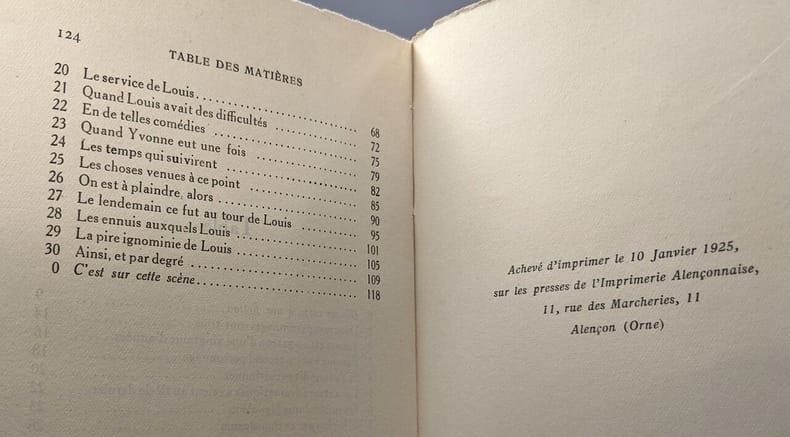 124
TABLE DES MATIÈRES
20 Le service de Louis 68
21 Quand Louis avait des difficultés 72
22 En de telles comédies 75
23 Quand Yvonne eut une fois 79
24 Les temps qui suivirent 82
25 Les choses venues à ce point 85
26 On est à plaindre, alors 90
27 Le lendemain ce fut au tour de Louis 95
28 Les ennuis auxquels Louis 101
29 La pire ignominie de Louis 105
30 Ainsi, et par degré 109
0 C'est sur cette scène 118
Achevé d'imprimer le 10 Janvier 1925,
sur les presses de l'Imprimerie Alençonnaise,
11, rue des Marcheries, 11
Alençon (Orne)